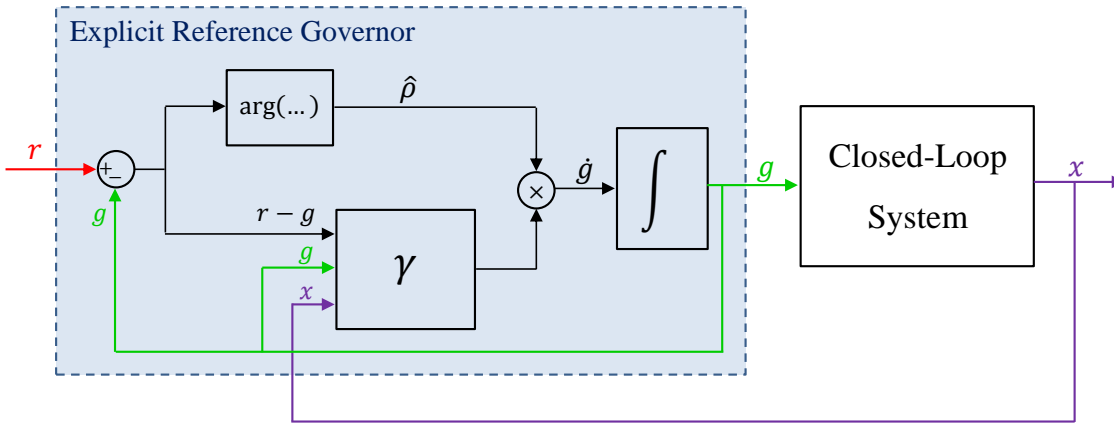 Explicit Reference Governor
arg(…)
ρ̂
r
+
−
g
r − g
g
x
γ
×
ġ
∫
g
Closed-Loop
System
x